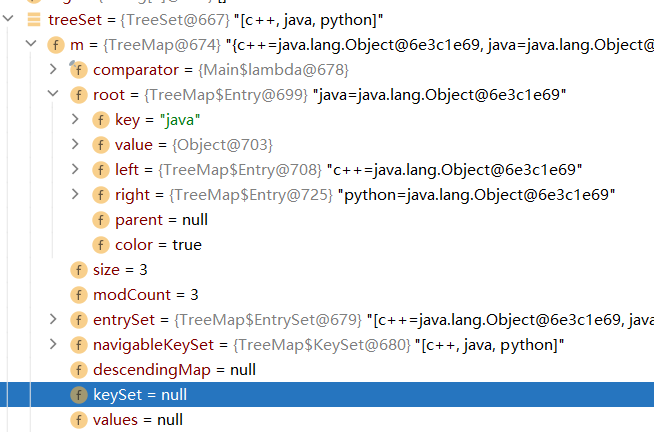 treeSet = {TreeSet@667} "[c++, java, python]"
f m = {TreeMap@674} "{c++=java.lang.Object@6e3c1e69, java=java.lang.Object@
f comparator = {Main$lambda@678}
f root = {TreeMap$Entry@699} "java=java.lang.Object@6e3c1e69"
f key = "java"
f value = {Object@703}
f left = {TreeMap$Entry@708} "c++=java.lang.Object@6e3c1e69"
f right = {TreeMap$Entry@725} "python=java.lang.Object@6e3c1e69"
f parent = null
f color = true
f size = 3
f modCount = 3
f entrySet = {TreeMap$EntrySet@679} "[c++=java.lang.Object@6e3c1e69, jav
f navigableKeySet = {TreeMap$KeySet@680} "[c++, java, python]"
f descendingMap = null
f keySet = null
f values = null